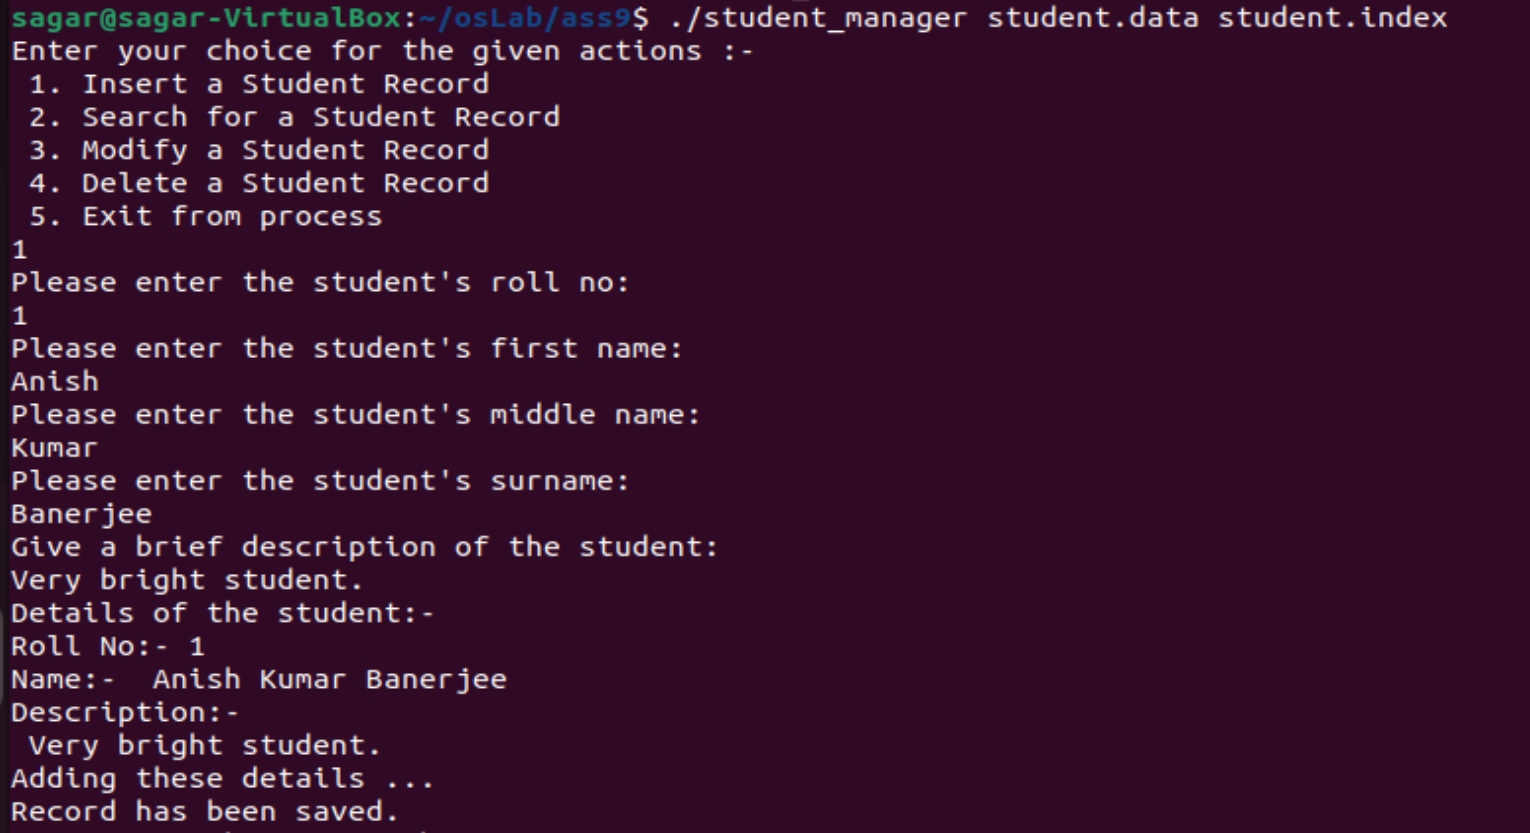 sagar@sagar-VirtualBox:~/osLab/ass9$ ./student_manager student.data student.index
Enter your choice for the given actions :-
 1. Insert a Student Record
 2. Search for a Student Record
 3. Modify a Student Record
 4. Delete a Student Record
 5. Exit from process
1
Please enter the student's roll no:
1
Please enter the student's first name:
Anish
Please enter the student's middle name:
Kumar
Please enter the student's surname:
Banerjee
Give a brief description of the student:
Very bright student.
Details of the student:-
Roll No:- 1
Name:-  Anish Kumar Banerjee
Description:-
 Very bright student.
Adding these details ...
Record has been saved.